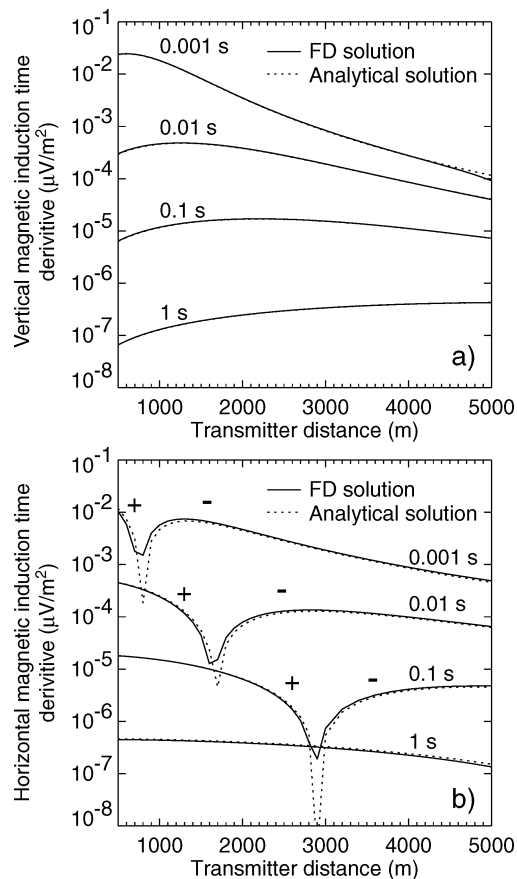 Vertical magnetic induction time
derivitive (μV/m²)
10⁻¹
10⁻²
10⁻³
10⁻⁴
10⁻⁵
10⁻⁶
10⁻⁷
10⁻⁸
0.001 s
FD solution
Analytical solution
0.01 s
0.1 s
1 s
a)
1000 2000 3000 4000 5000
Transmitter distance (m)
Horizontal magnetic induction time
derivitive (μV/m²)
10⁻¹
10⁻²
10⁻³
10⁻⁴
10⁻⁵
10⁻⁶
10⁻⁷
10⁻⁸
FD solution
Analytical solution
+ -
0.001 s
+ -
0.01 s
+ -
0.1 s
1 s
b)
1000 2000 3000 4000 5000
Transmitter distance (m)